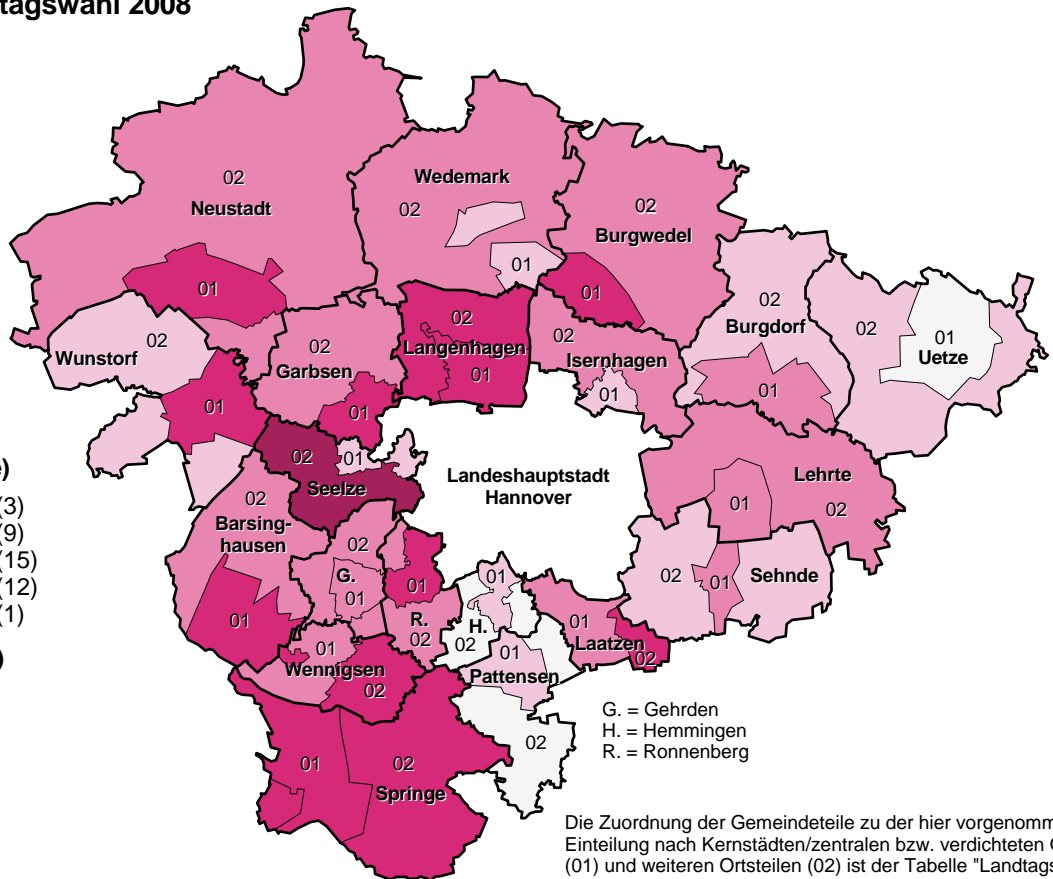 tagswahl 2008
02
Neustadt
01
Wedemark
02
01
02
Burgwedel
01
02
Burgdorf
01
02
01
Uetze
02
Wunstorf
01
02
Garbsen
01
02
Langenhagen
01
02
Isernhagen
01
02
01
Seelze
Landeshauptstadt
Hannover
Lehrte
01
02
)
(3)
(9)
(15)
(12)
(1)
)
02
Barsing-
hausen
01
02
G.
01
01
R.
02
01
H.
02
02
01
Sehnde
01
Laatzen
02
01
Wennigsen
02
01
Pattensen
02
01
02
Springe
G. = Gehrden
H. = Hemmingen
R. = Ronnenberg
Die Zuordnung der Gemeindeteile zu der hier vorgenomm
Einteilung nach Kernstädten/zentralen bzw. verdichteten
(01) und weiteren Ortsteilen (02) ist der Tabelle "Landtags